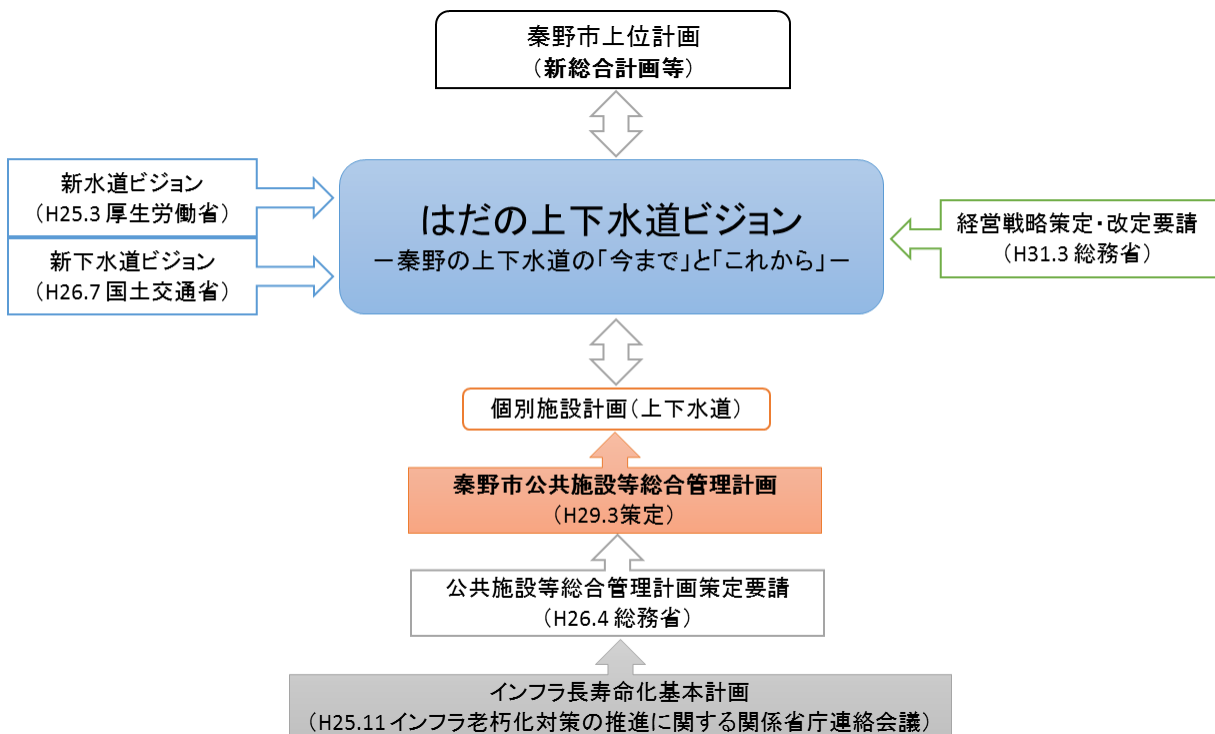 秦野市上位計画
（新総合計画等）
新水道ビジョン
（H25.3 厚生労働省）
新下水道ビジョン
（H26.7 国土交通省）
はだの上下水道ビジョン
－秦野の上下水道の「今まで」と「これから」－
経営戦略策定・改定要請
（H31.3 総務省）
個別施設計画（上下水道）
秦野市公共施設等総合管理計画
（H29.3策定）
公共施設等総合管理計画策定要請
（H26.4 総務省）
インフラ長寿命化基本計画
（H25.11 インフラ老朽化対策の推進に関する関係省庁連絡会議）